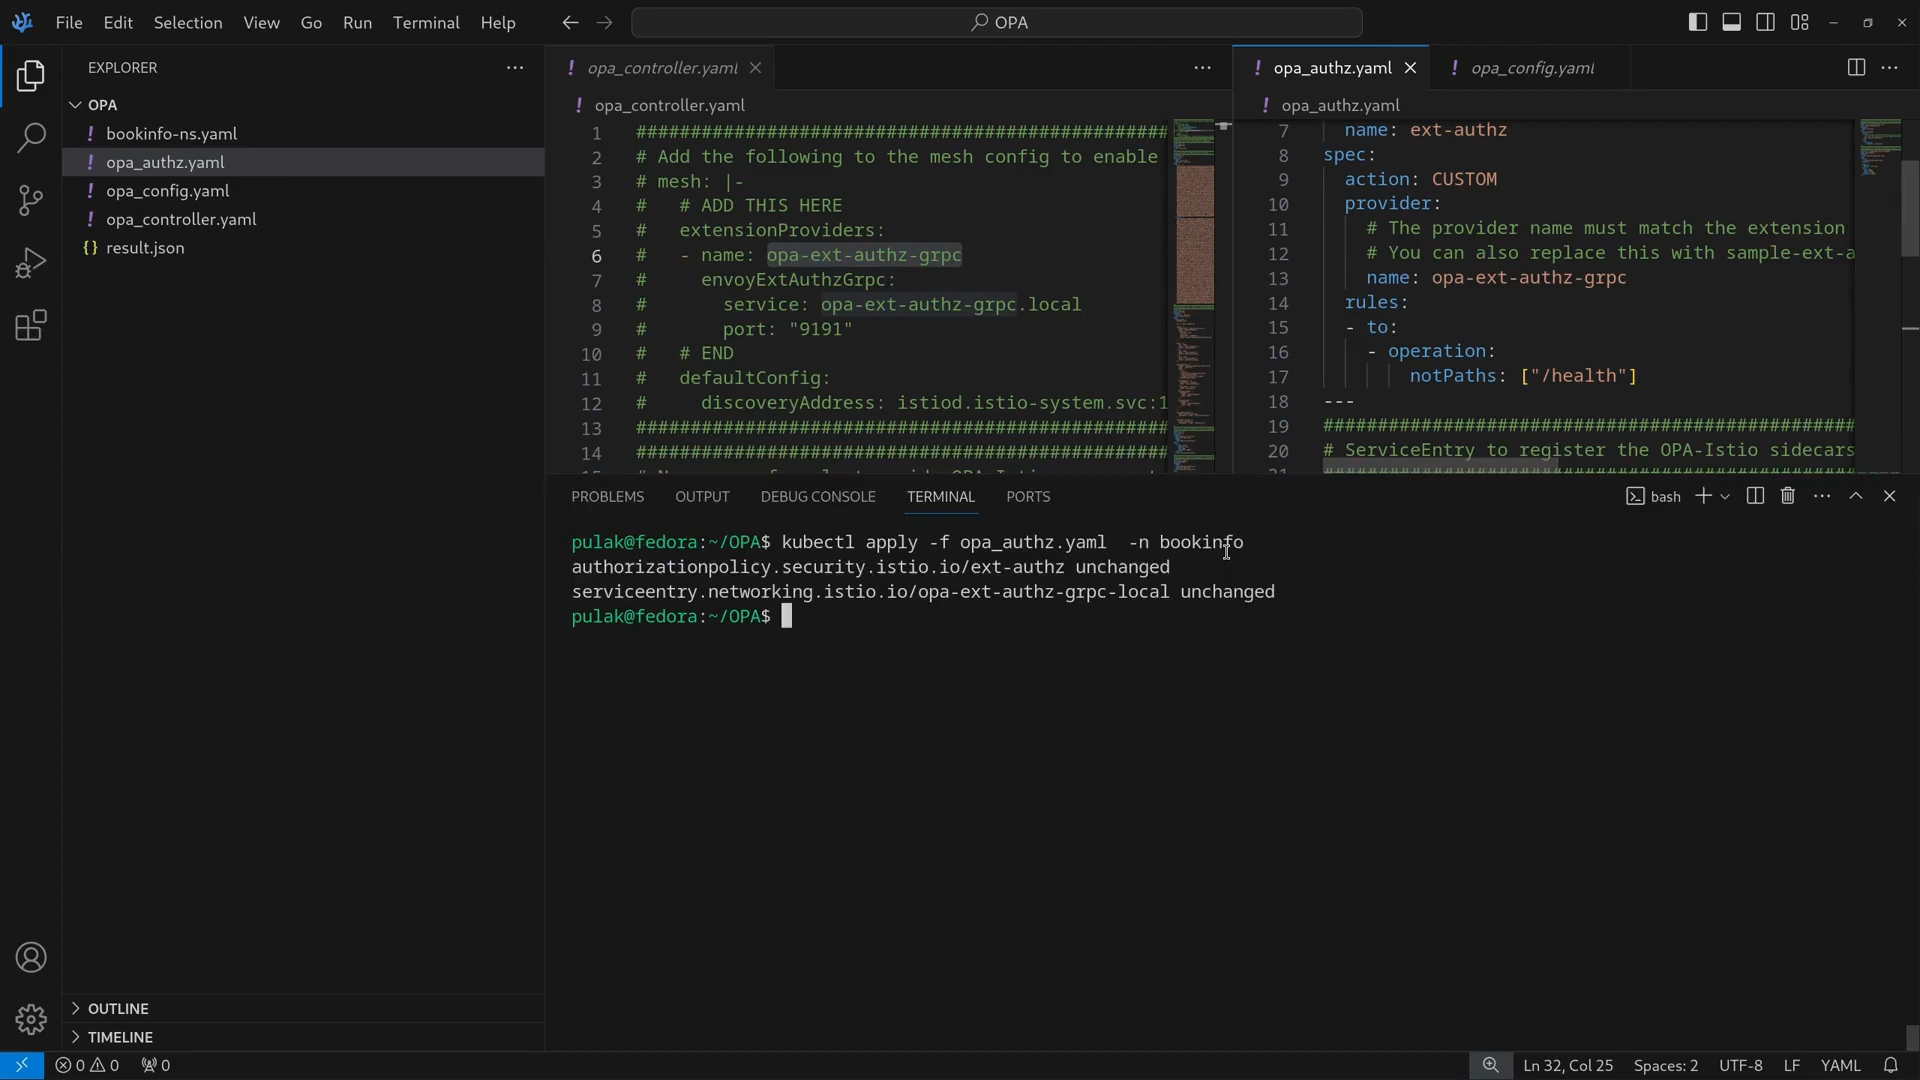 File Edit Selection View Go Run Terminal Help
OPA
EXPLORER
OPA
bookinfo-ns.yaml
opa_authz.yaml
opa_config.yaml
opa_controller.yaml
{} result.json
OUTLINE
TIMELINE
! opa_controller.yaml
! opa_controller.yaml
1 #################################################
2 # Add the following to the mesh config to enable
3 # mesh: |-
4 #   # ADD THIS HERE
5 #   extensionProviders:
6 #   - name: opa-ext-authz-grpc
7 #     envoyExtAuthzGrpc:
8 #       service: opa-ext-authz-grpc.local
9 #       port: "9191"
10 #   # END
11 #   defaultConfig:
12 #     discoveryAddress: istiod.istio-system.svc:1
13 #################################################
14 #################################################
! opa_authz.yaml
! opa_config.yaml
! opa_authz.yaml
7   name: ext-authz
8 spec:
9   action: CUSTOM
10   provider:
11     # The provider name must match the extension
12     # You can also replace this with sample-ext-a
13     name: opa-ext-authz-grpc
14   rules:
15   - to:
16     - operation:
17         notPaths: ["/health"]
18 ---
19 #################################################
20 # ServiceEntry to register the OPA-Istio sidecars
21
PROBLEMS OUTPUT DEBUG CONSOLE TERMINAL PORTS
bash
pulak@fedora:~/OPA$ kubectl apply -f opa_authz.yaml  -n bookinfo
authorizationpolicy.security.istio.io/ext-authz unchanged
serviceentry.networking.istio.io/opa-ext-authz-grpc-local unchanged
pulak@fedora:~/OPA$
0 0 0
Ln 32, Col 25 Spaces: 2 UTF-8 LF YAML